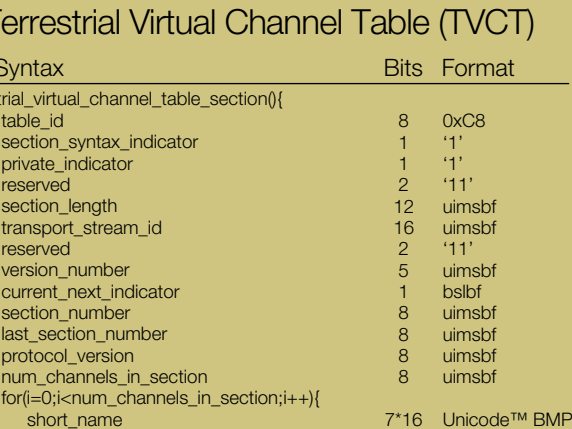 Terrestrial Virtual Channel Table (TVCT)
Syntax Bits Format
trial_virtual_channel_table_section(){
table_id 8 0xC8
section_syntax_indicator 1 ‘1’
private_indicator 1 ‘1’
reserved 2 ‘11’
section_length 12 uimsbf
transport_stream_id 16 uimsbf
reserved 2 ‘11’
version_number 5 uimsbf
current_next_indicator 1 bslbf
section_number 8 uimsbf
last_section_number 8 uimsbf
protocol_version 8 uimsbf
num_channels_in_section 8 uimsbf
for(i=0;i<num_channels_in_section;i++){
short_name 7*16 Unicode™ BMP